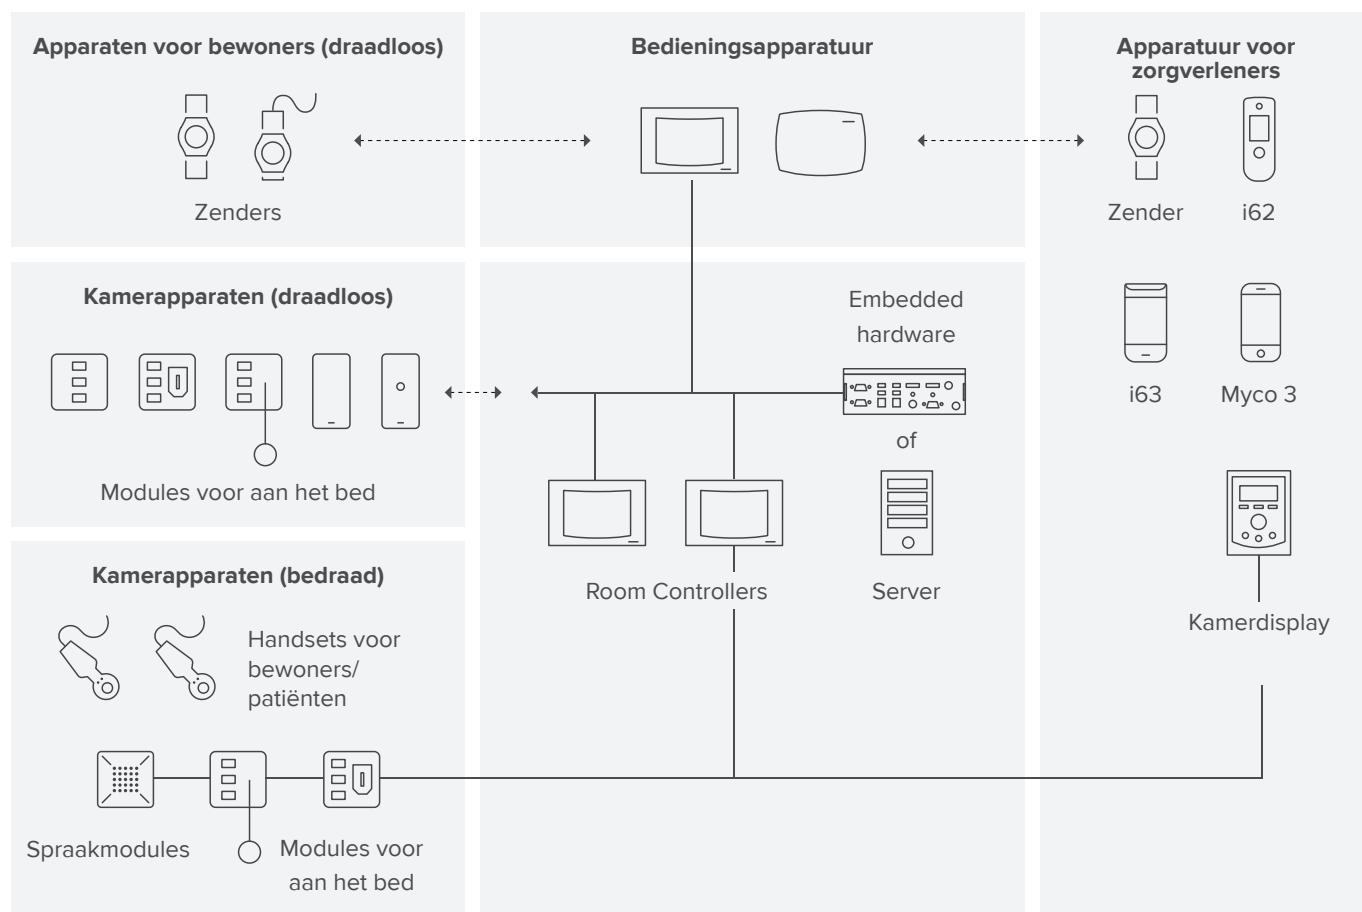 Apparaten voor bewoners (draadloos)
Zenders
Bedieningsapparatuur
Apparatuur voor
zorgverleners
Zender
i62
i63
Myco 3
Kamerdisplay
Kamerapparaten (draadloos)
Modules voor aan het bed
Embedded
hardware
of
Room Controllers
Server
Kamerapparaten (bedraad)
Handsets voor
bewoners/
patiënten
Spraakmodules
Modules voor
aan het bed